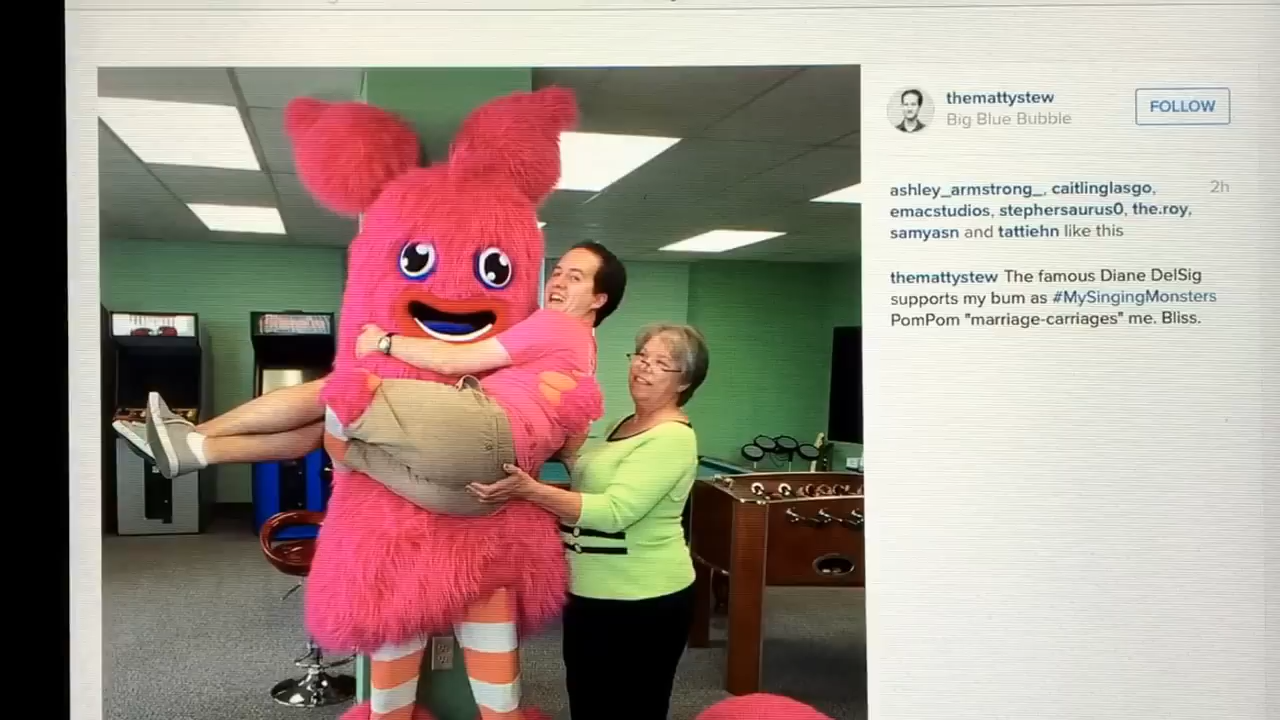 themattystew
Big Blue Bubble
FOLLOW
ashley_armstrong_, caitlinglasgo,
2h
emacstudios, stephersaurus0, the.roy,
samyasn and tattiehn like this
themattystew The famous Diane DelSig
supports my bum as #MySingingMonsters
PomPom "marriage-carriages" me. Bliss.